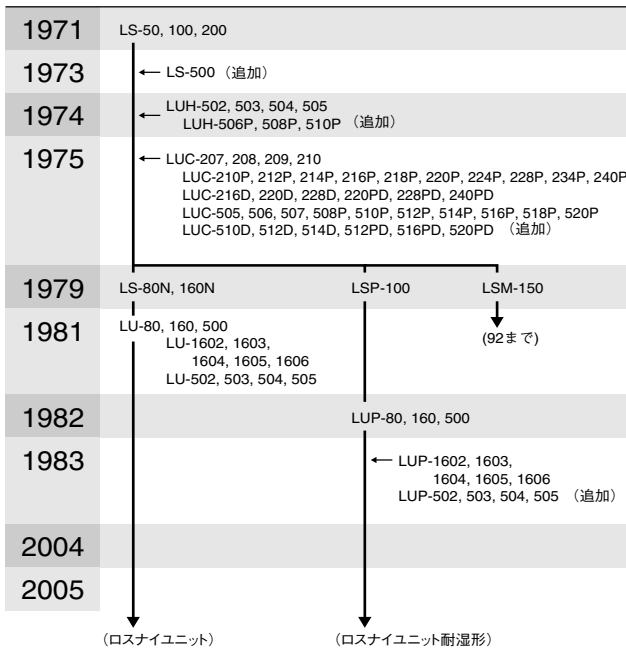 1971
LS-50, 100, 200
1973
LS-500 （追加）
1974
LUH-502, 503, 504, 505
LUH-506P, 508P, 510P （追加）
1975
LUC-207, 208, 209, 210
LUC-210P, 212P, 214P, 216P, 218P, 220P, 224P, 228P, 234P, 240P
LUC-216D, 220D, 228D, 220PD, 228PD, 240PD
LUC-505, 506, 507, 508P, 510P, 512P, 514P, 516P, 518P, 520P
LUC-510D, 512D, 514D, 512PD, 516PD, 520PD （追加）
1979
LS-80N, 160N
LSP-100
LSM-150
1981
LU-80, 160, 500
LU-1602, 1603,
1604, 1605, 1606
LU-502, 503, 504, 505
(92まで)
1982
LUP-80, 160, 500
1983
LUP-1602, 1603,
1604, 1605, 1606
LUP-502, 503, 504, 505 （追加）
2004
2005
（ロスナイユニット）
（ロスナイユニット耐湿形）